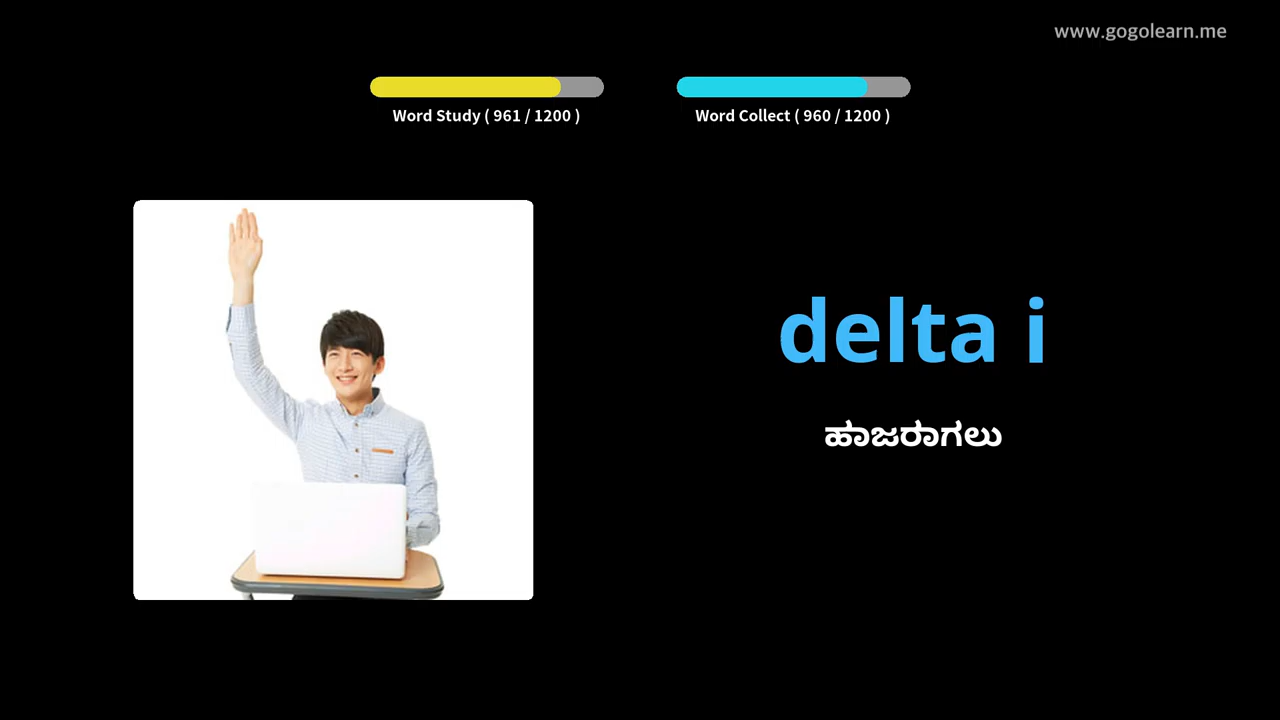 www.gogolearn.me
Word Study ( 961 / 1200 )
Word Collect ( 960 / 1200 )
delta i
ಹಾಜರಾಗಲು